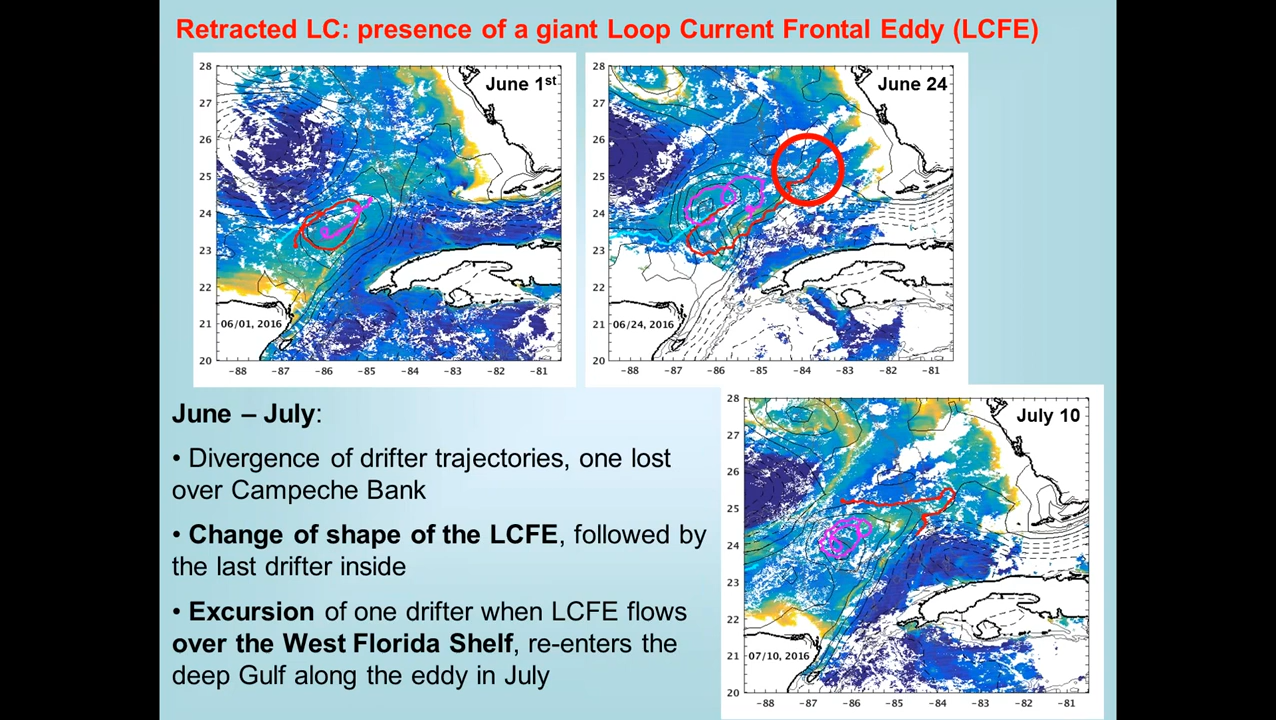 Retracted LC: presence of a giant Loop Current Frontal Eddy (LCFE)
June 1st
28
27
26
25
24
23
22
21
20
06/01, 2016
−88 −87 −86 −85 −84 −83 −82 −81
June 24
28
27
26
25
24
23
22
21
20
06/24, 2016
−88 −87 −86 −85 −84 −83 −82 −81
June – July:
• Divergence of drifter trajectories, one lost
over Campeche Bank
• Change of shape of the LCFE, followed by
the last drifter inside
• Excursion of one drifter when LCFE flows
over the West Florida Shelf, re-enters the
deep Gulf along the eddy in July
July 10
28
27
26
25
24
23
22
21
20
07/10, 2016
−88 −87 −86 −85 −84 −83 −82 −81